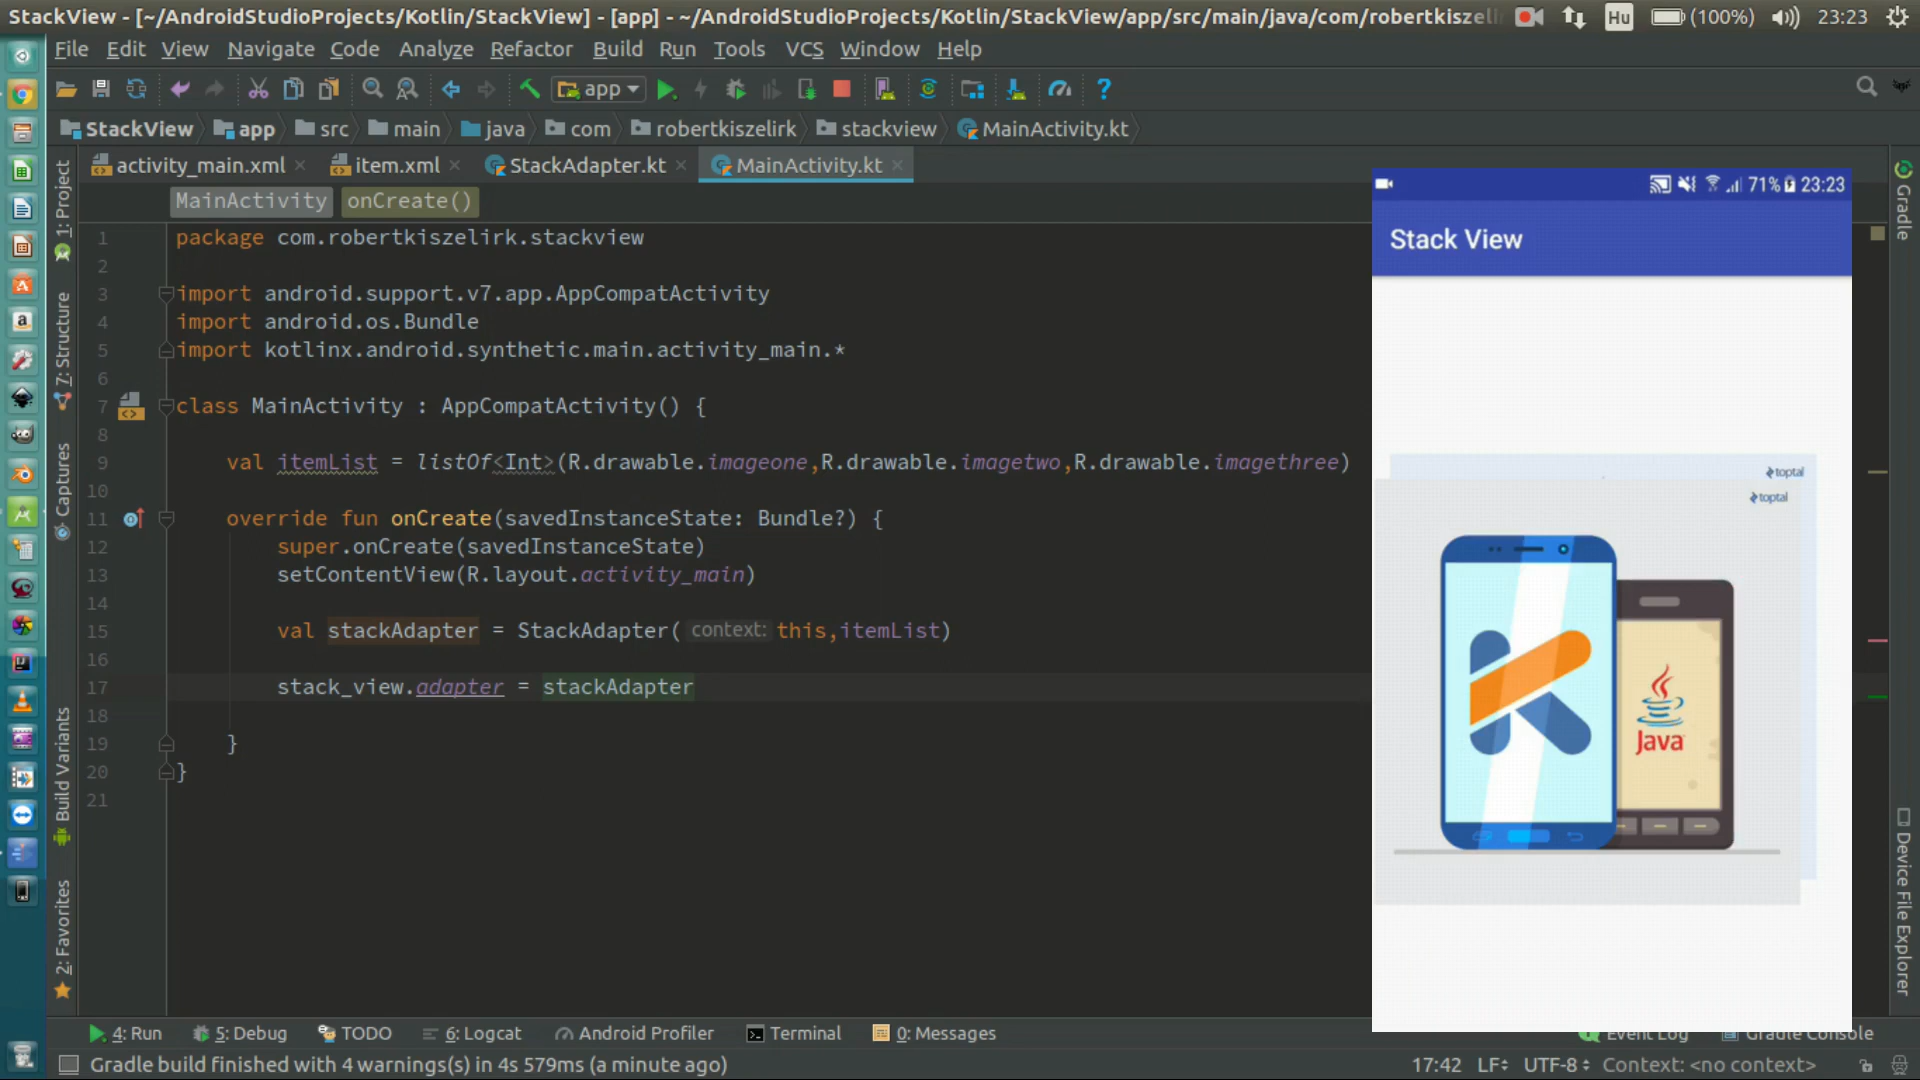 StackView - [~/AndroidStudioProjects/Kotlin/StackView] - [app] - ~/AndroidStudioProjects/Kotlin/StackView/app/src/main/java/com/robertkiszeli
Hu (100%) 23:23
File Edit View Navigate Code Analyze Refactor Build Run Tools VCS Window Help
app
StackView app src main java com robertkiszelirk stackview MainActivity.kt
activity_main.xml item.xml StackAdapter.kt MainActivity.kt
MainActivity onCreate()
1 package com.robertkiszelirk.stackview
2
3 import android.support.v7.app.AppCompatActivity
4 import android.os.Bundle
5 import kotlinx.android.synthetic.main.activity_main.*
6
7 class MainActivity : AppCompatActivity() {
8
9 val itemList = listOf<Int>(R.drawable.imageone,R.drawable.imagetwo,R.drawable.imagethree)
10
11 override fun onCreate(savedInstanceState: Bundle?) {
12 super.onCreate(savedInstanceState)
13 setContentView(R.layout.activity_main)
14
15 val stackAdapter = StackAdapter( context: this,itemList)
16
17 stack_view.adapter = stackAdapter
18
19 }
20 }
21
1: Project
7: Structure
Captures
Build Variants
2: Favorites
71% 23:23
Stack View
toptal
toptal
Java
Gradle
Device File Explorer
4: Run 5: Debug TODO 6: Logcat Android Profiler Terminal 0: Messages Event Log Gradle Console
Gradle build finished with 4 warnings(s) in 4s 579ms (a minute ago) 17:42 LF UTF-8 Context: <no context>